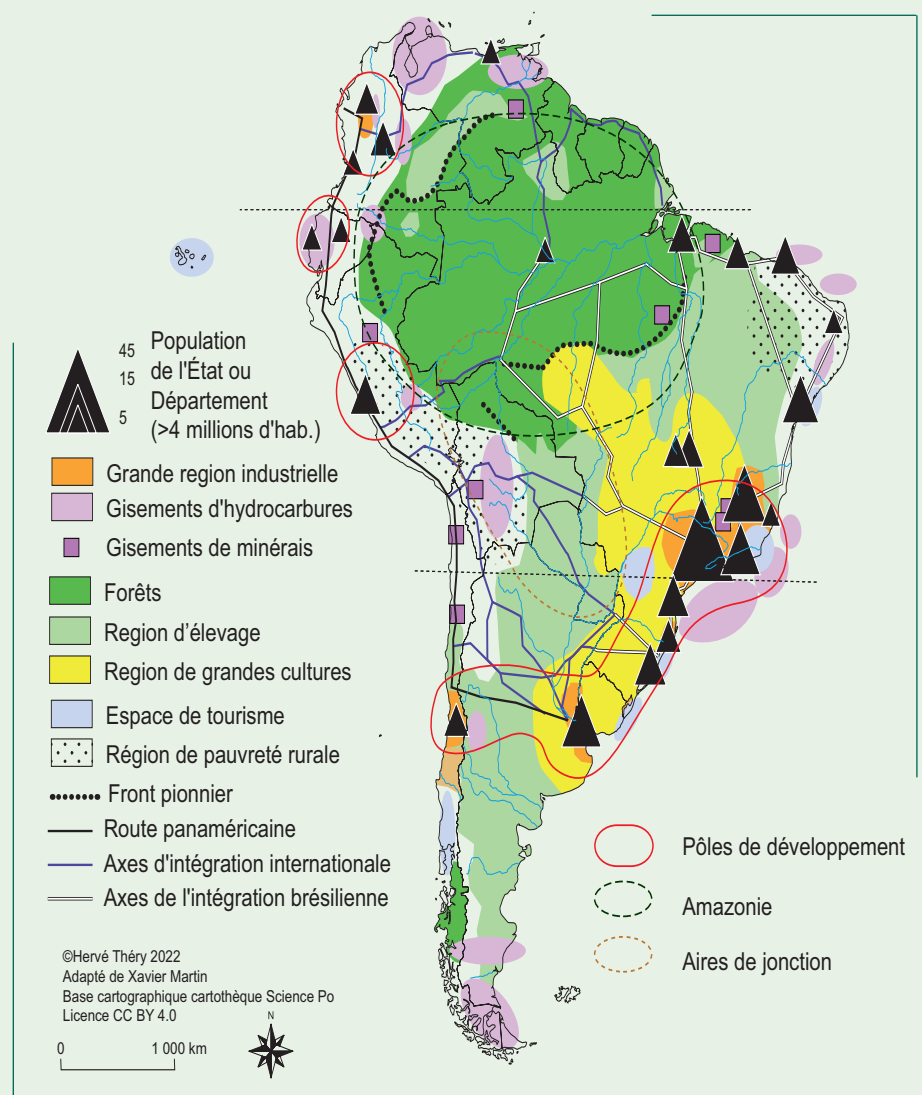 45
15
5
Population
de l'État ou
Département
(>4 millions d'hab.)
Grande region industrielle
Gisements d'hydrocarbures
Gisements de minérais
Forêts
Region d'élevage
Region de grandes cultures
Espace de tourisme
Région de pauvreté rurale
Front pionnier
Route panaméricaine
Axes d'intégration internationale
Axes de l'intégration brésilienne
Pôles de développement
Amazonie
Aires de jonction
©Hervé Théry 2022
Adapté de Xavier Martin
Base cartographique cartothèque Science Po
Licence CC BY 4.0
0 1 000 km
N